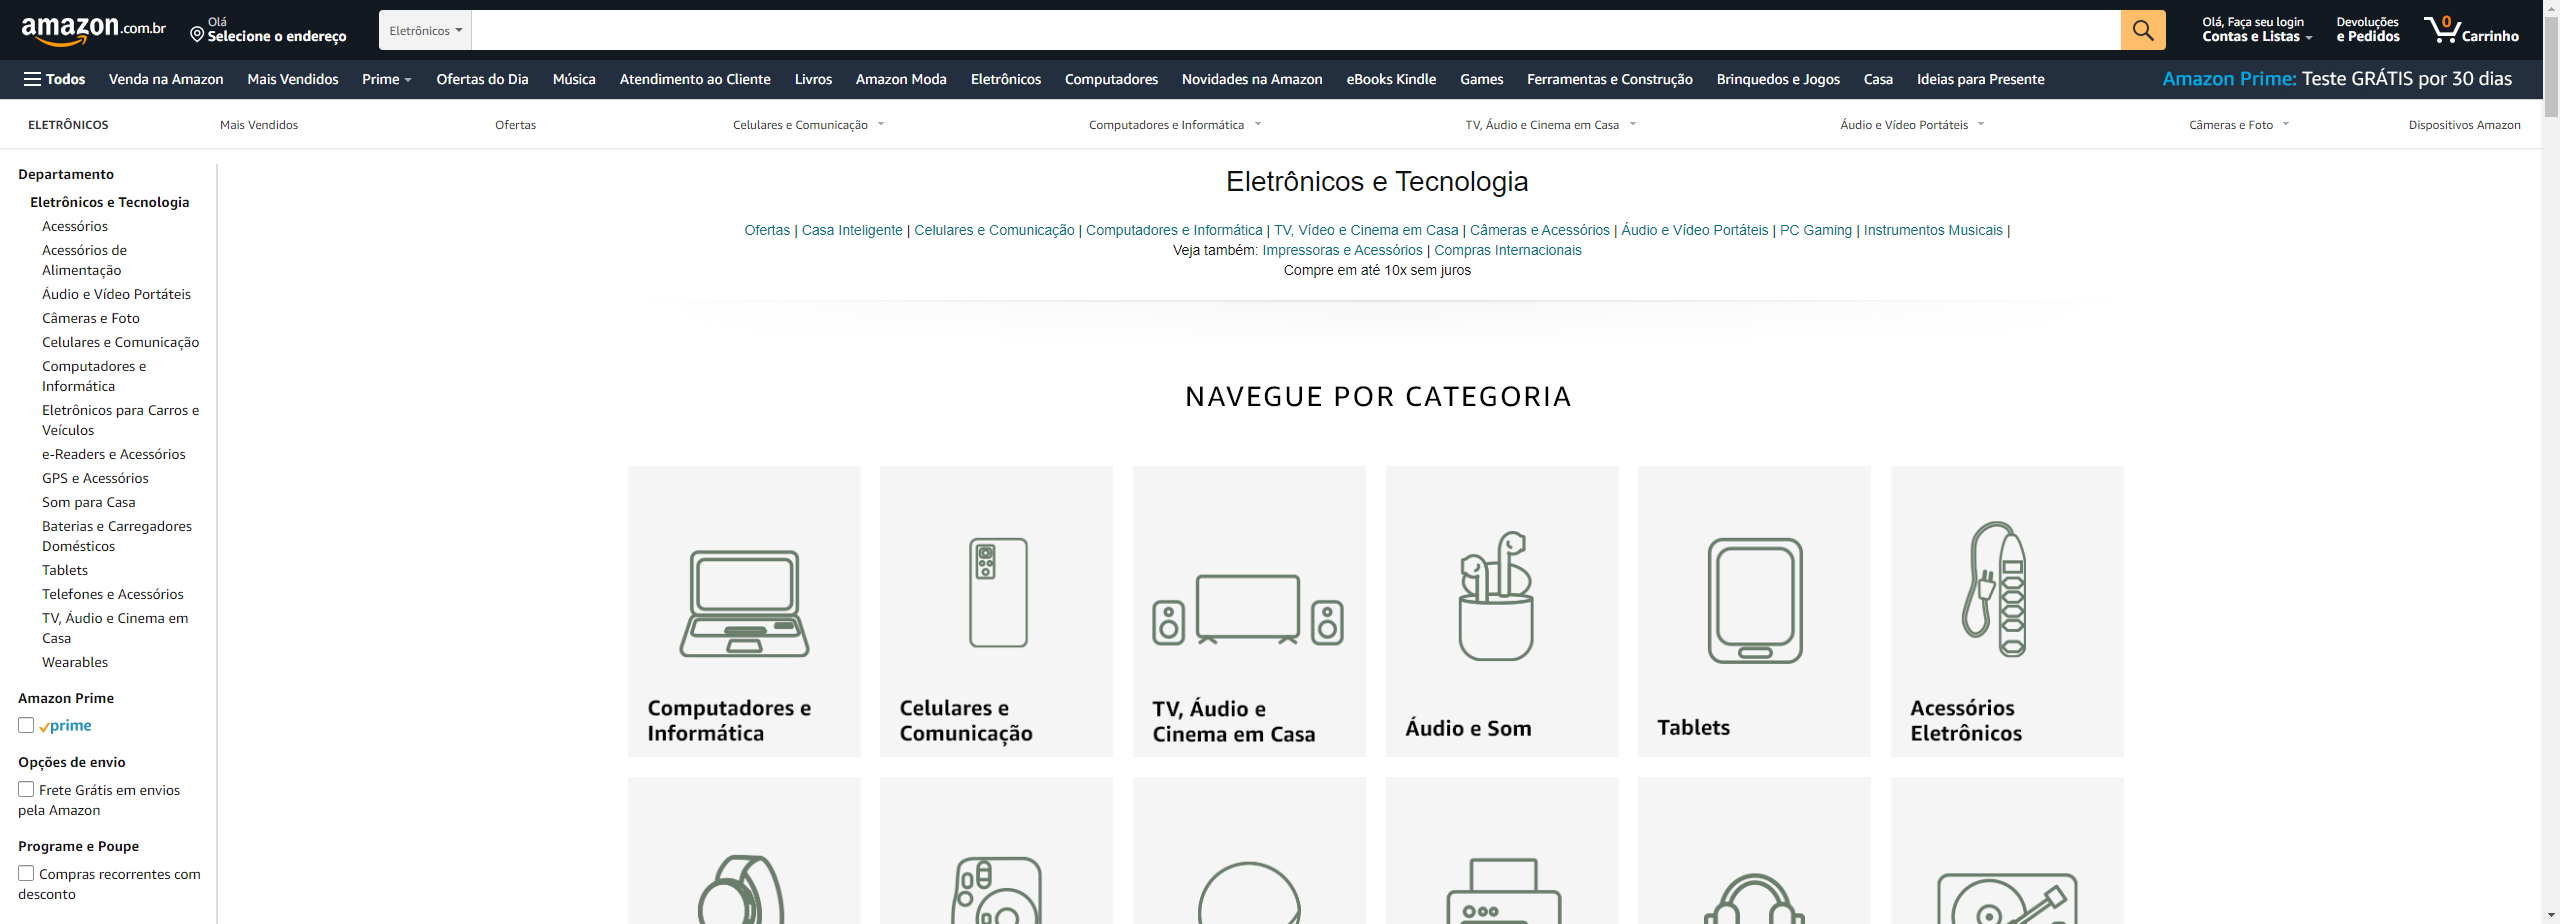 amazon.com.br
Olá
Selecione o endereço
Eletrônicos
Olá, Faça seu login
Contas e Listas
Devoluções
e Pedidos
0
Carrinho
Todos
Venda na Amazon
Mais Vendidos
Prime
Ofertas do Dia
Música
Atendimento ao Cliente
Livros
Amazon Moda
Eletrônicos
Computadores
Novidades na Amazon
eBooks Kindle
Games
Ferramentas e Construção
Brinquedos e Jogos
Casa
Ideias para Presente
Amazon Prime: Teste GRÁTIS por 30 dias
ELETRÔNICOS
Mais Vendidos
Ofertas
Celulares e Comunicação
Computadores e Informática
TV, Áudio e Cinema em Casa
Áudio e Vídeo Portáteis
Câmeras e Foto
Dispositivos Amazon
Departamento
Eletrônicos e Tecnologia
Acessórios
Acessórios de
Alimentação
Áudio e Vídeo Portáteis
Câmeras e Foto
Celulares e Comunicação
Computadores e
Informática
Eletrônicos para Carros e
Veículos
e-Readers e Acessórios
GPS e Acessórios
Som para Casa
Baterias e Carregadores
Domésticos
Tablets
Telefones e Acessórios
TV, Áudio e Cinema em
Casa
Wearables
Amazon Prime
prime
Opções de envio
Frete Grátis em envios
pela Amazon
Programe e Poupe
Compras recorrentes com
desconto
Eletrônicos e Tecnologia
Ofertas | Casa Inteligente | Celulares e Comunicação | Computadores e Informática | TV, Vídeo e Cinema em Casa | Câmeras e Acessórios | Áudio e Vídeo Portáteis | PC Gaming | Instrumentos Musicais |
Veja também: Impressoras e Acessórios | Compras Internacionais
Compre em até 10x sem juros
NAVEGUE POR CATEGORIA
Computadores e
Informática
Celulares e
Comunicação
TV, Áudio e
Cinema em Casa
Áudio e Som
Tablets
Acessórios
Eletrônicos